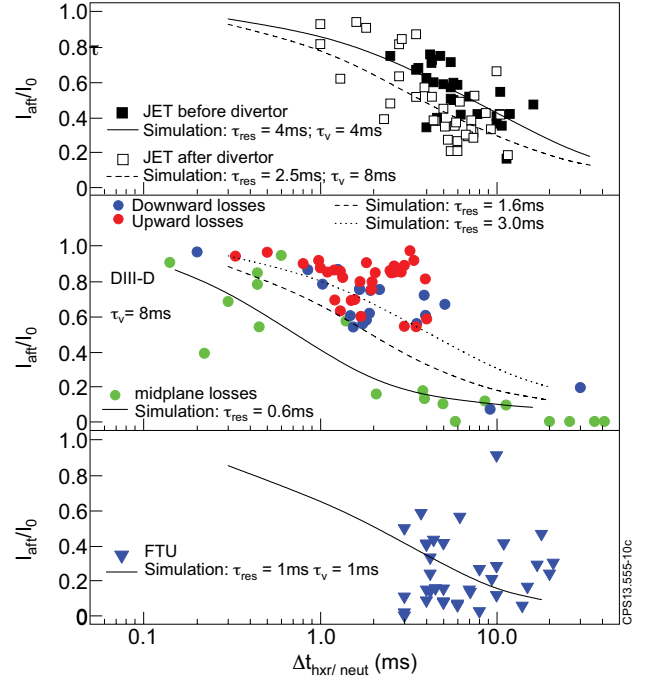 1.0
0.8
τ
0.6
0.4
0.2
0.0
I_aft/I_0
JET before divertor
Simulation: τ_res = 4ms; τ_v = 4ms
JET after divertor
Simulation: τ_res = 2.5ms; τ_v = 8ms
Downward losses
Upward losses
Simulation: τ_res = 1.6ms
Simulation: τ_res = 3.0ms
1.0
0.8
0.6
0.4
0.2
0.0
I_aft/I_0
DIII-D
τ_v = 8ms
midplane losses
Simulation: τ_res = 0.6ms
1.0
0.8
0.6
0.4
0.2
0.0
I_aft/I_0
FTU
Simulation: τ_res = 1ms τ_v = 1ms
CPS13.555-10c
0.1
1.0
10.0
Δt_hxr/ neut (ms)